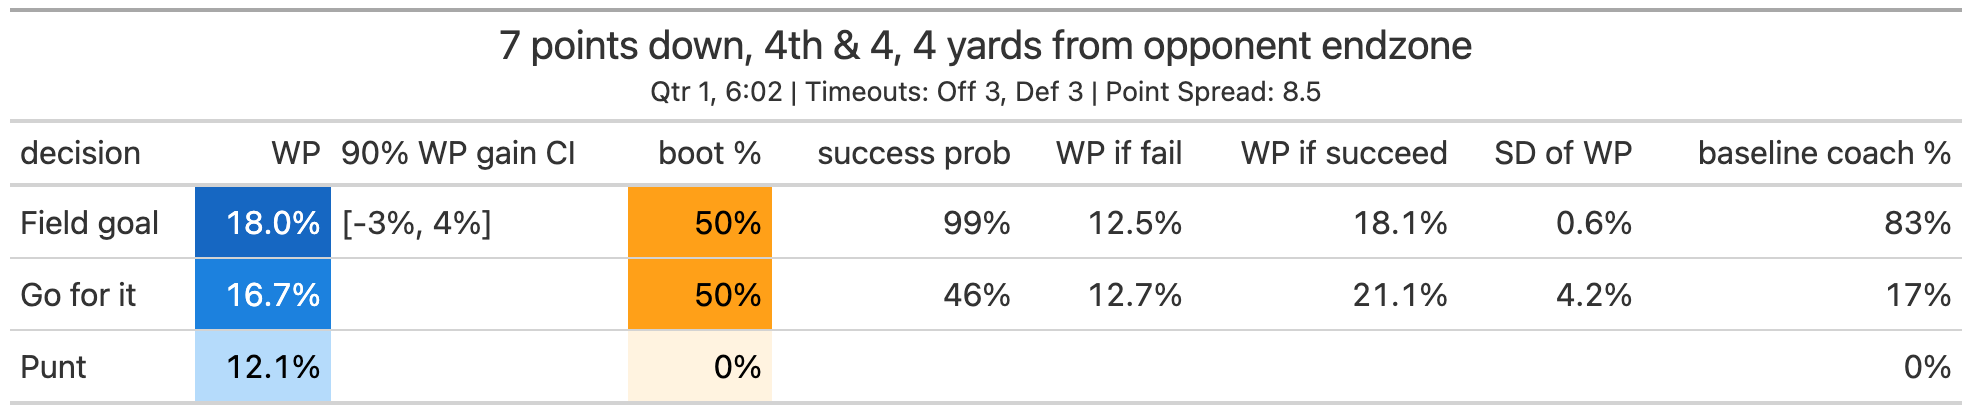 7 points down, 4th & 4, 4 yards from opponent endzone
Qtr 1, 6:02 | Timeouts: Off 3, Def 3 | Point Spread: 8.5
decision WP 90% WP gain CI boot % success prob WP if fail WP if succeed SD of WP baseline coach %
Field goal 18.0% [-3%, 4%] 50% 99% 12.5% 18.1% 0.6% 83%
Go for it 16.7% 50% 46% 12.7% 21.1% 4.2% 17%
Punt 12.1% 0% 0%